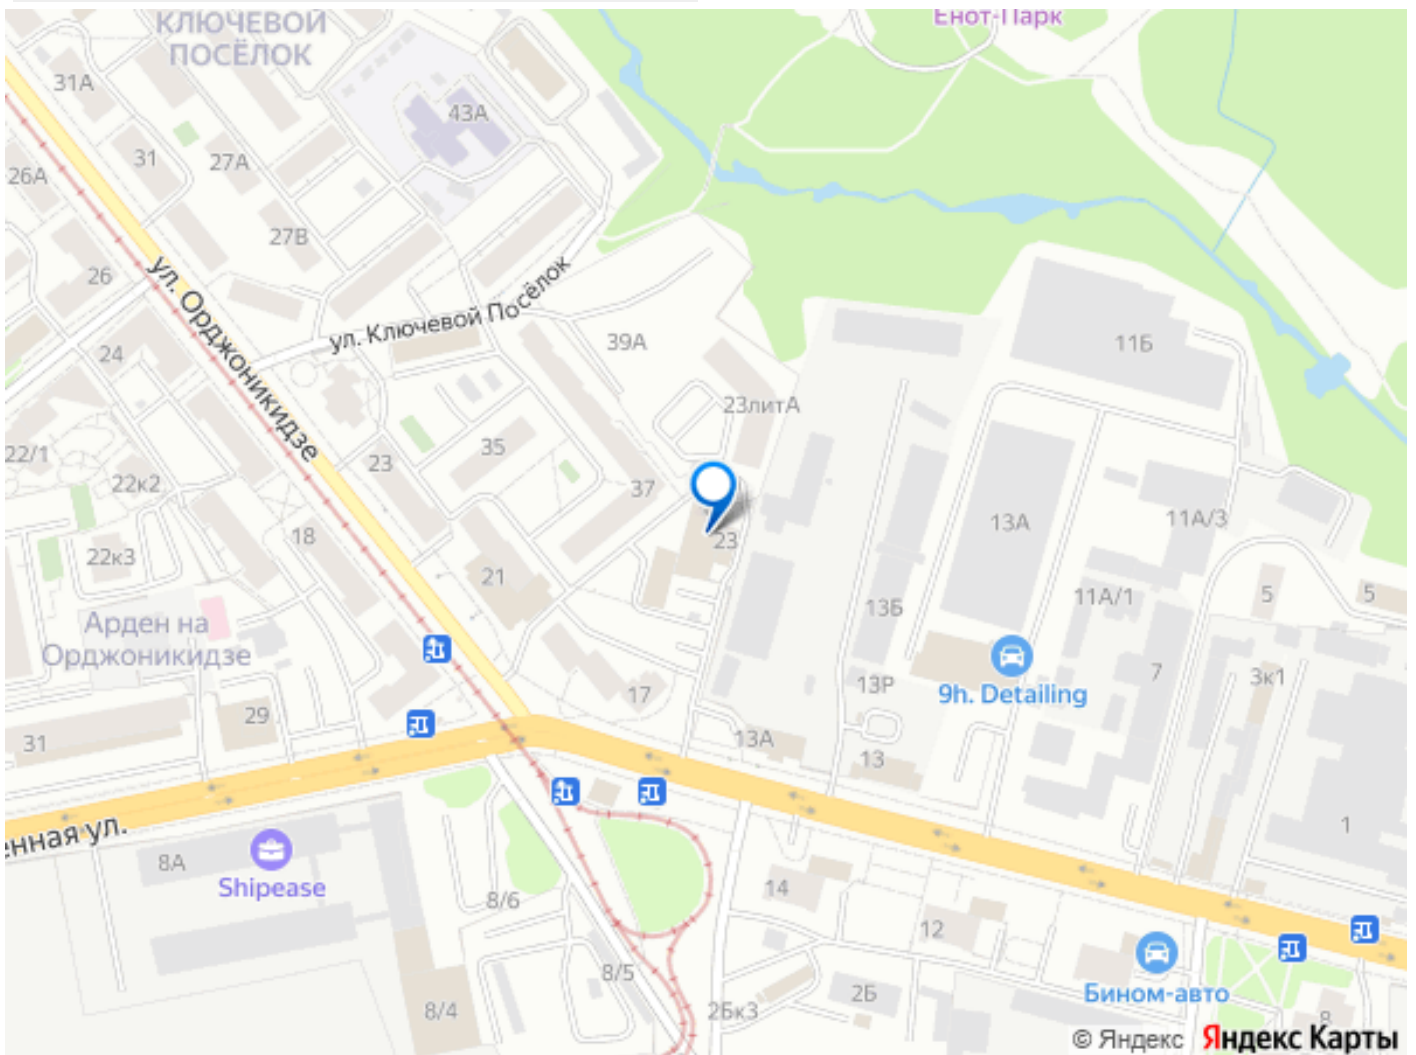 КЛЮЧЕВОЙ
ПОСЁЛОК
Енот-Парк
31А
43А
31
27А
26А
27В
26
ул. Орджоникидзе
ул. Ключевой Посёлок
39А
11Б
24
23литА
22/1
23
35
22к2
37
18
13А
11А/3
23
22к3
21
11А/1
5
5
13Б
Арден на
Орджоникидзе
17
13Р
9h. Detailing
7
3к1
29
31
13А
13
енная ул.
8А
Shipease
1
14
8/6
12
8/5
2Б
Бином-авто
8/4
2Бк3
8
© Яндекс Яндекс Карты